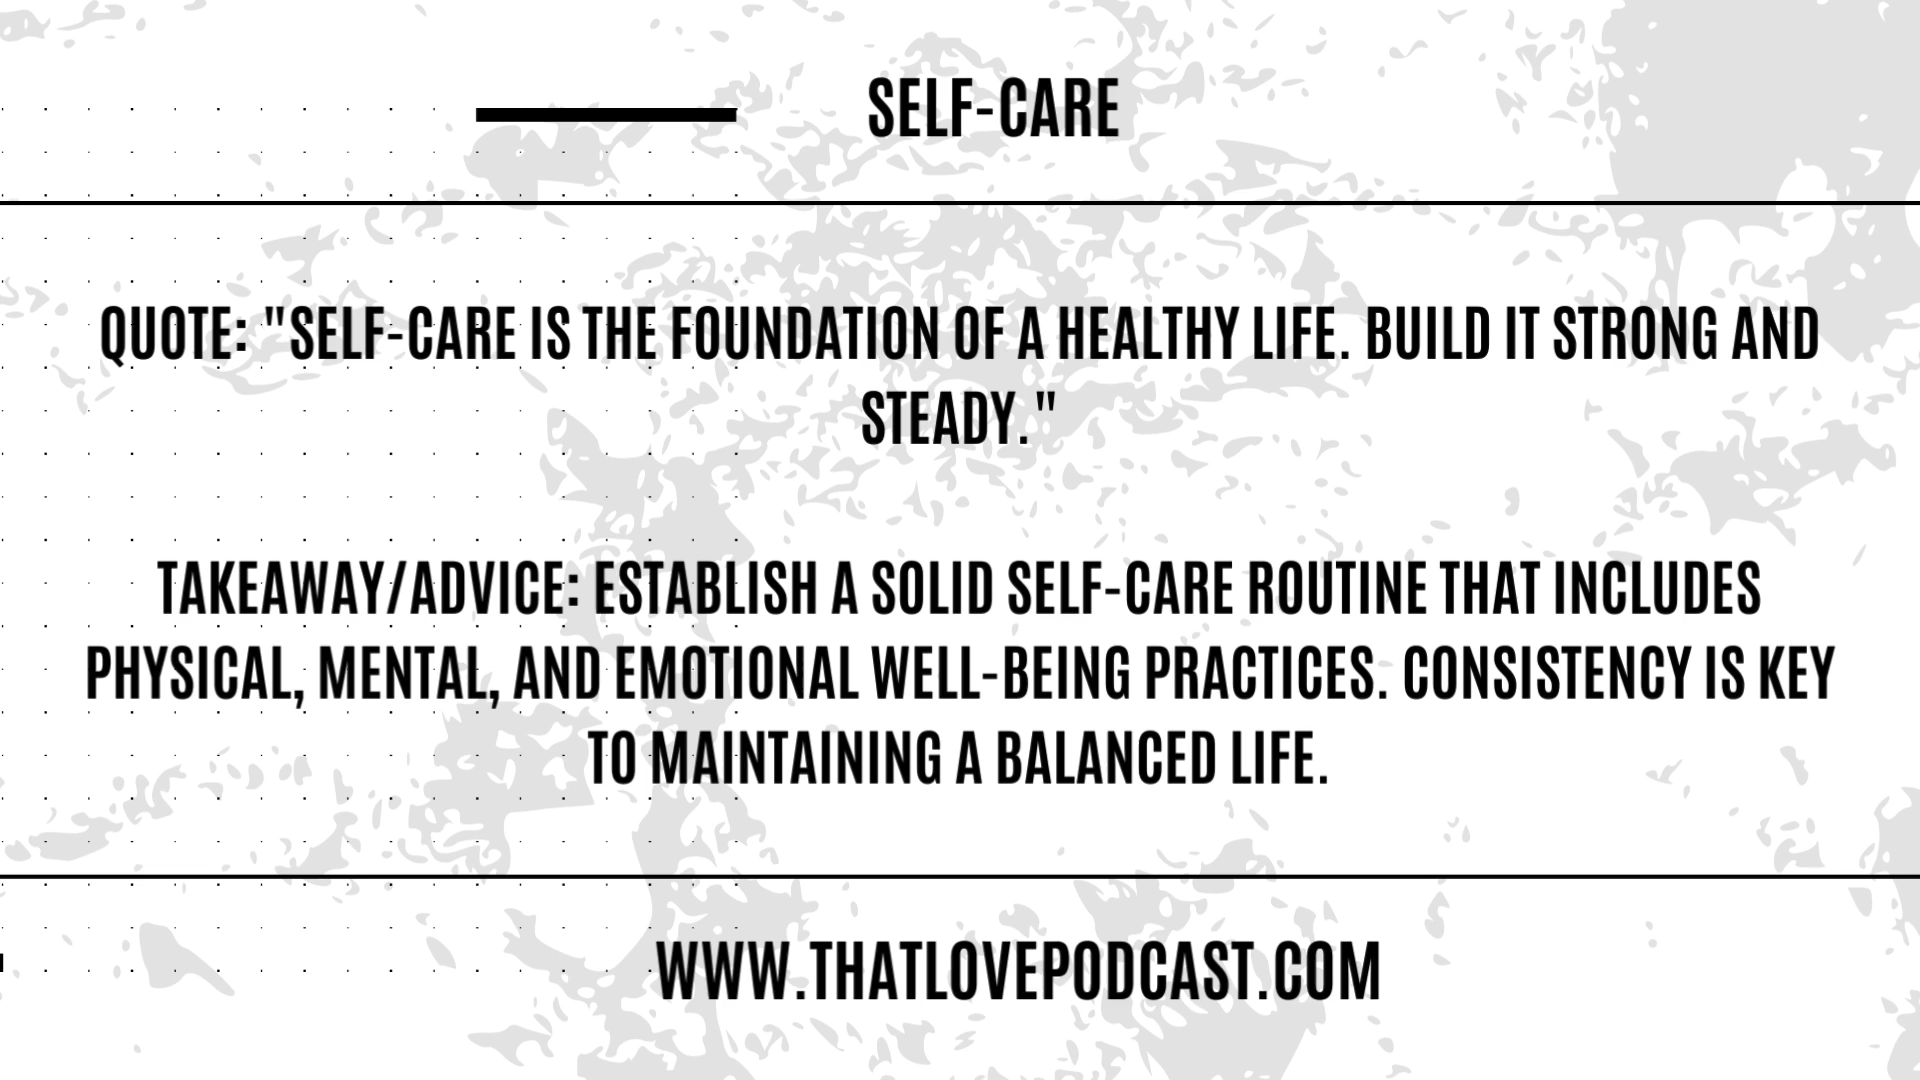 SELF-CARE
QUOTE: "SELF-CARE IS THE FOUNDATION OF A HEALTHY LIFE. BUILD IT STRONG AND
STEADY."
TAKEAWAY/ADVICE: ESTABLISH A SOLID SELF-CARE ROUTINE THAT INCLUDES
PHYSICAL, MENTAL, AND EMOTIONAL WELL-BEING PRACTICES. CONSISTENCY IS KEY
TO MAINTAINING A BALANCED LIFE.
WWW.THATLOVEPODCAST.COM